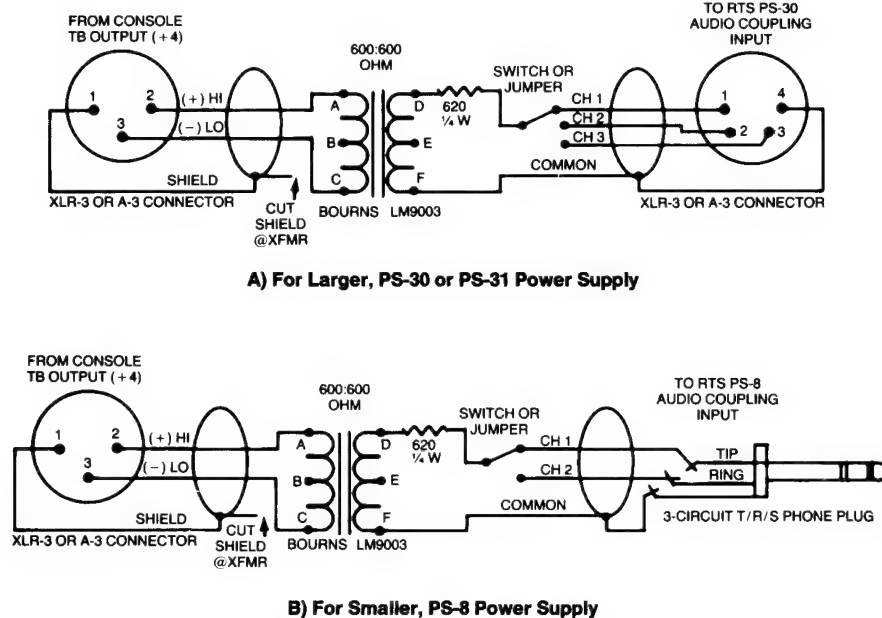 FROM CONSOLE
TB OUTPUT (+4)
1
2
3
(+) HI
(−) LO
SHIELD
XLR-3 OR A-3 CONNECTOR
CUT
SHIELD
@XFMR
600:600
OHM
A
B
C
D
E
F
BOURNS LM9003
620
¼ W
SWITCH OR
JUMPER
CH 1
CH 2
CH 3
COMMON
TO RTS PS-30
AUDIO COUPLING
INPUT
1
4
2
3
XLR-3 OR A-3 CONNECTOR
A) For Larger, PS-30 or PS-31 Power Supply
FROM CONSOLE
TB OUTPUT (+4)
1
2
3
(+) HI
(−) LO
SHIELD
XLR-3 OR A-3 CONNECTOR
CUT
SHIELD
@XFMR
600:600
OHM
A
B
C
D
E
F
BOURNS LM9003
620
¼ W
SWITCH OR
JUMPER
CH 1
CH 2
COMMON
TO RTS PS-8
AUDIO COUPLING
INPUT
TIP
RING
3-CIRCUIT T/R/S PHONE PLUG
B) For Smaller, PS-8 Power Supply